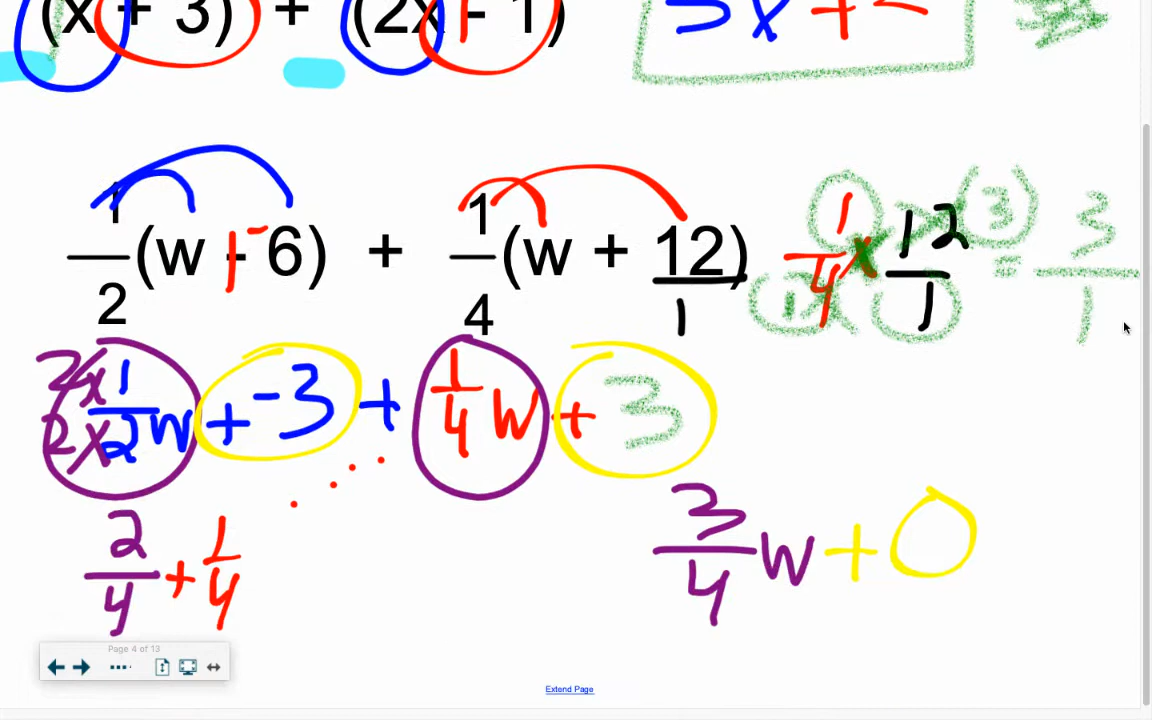 (x + 3) + (2x - 1) 3x + 2
1/2 (w - 6) + 1/4 (w + 12)/1 1/4 x 12/1 (3) = 3/1
2x1/2x2 w + -3 + 1/4 w + 3
2/4 + 1/4 3/4 w + 0
Page 4 of 13
Extend Page